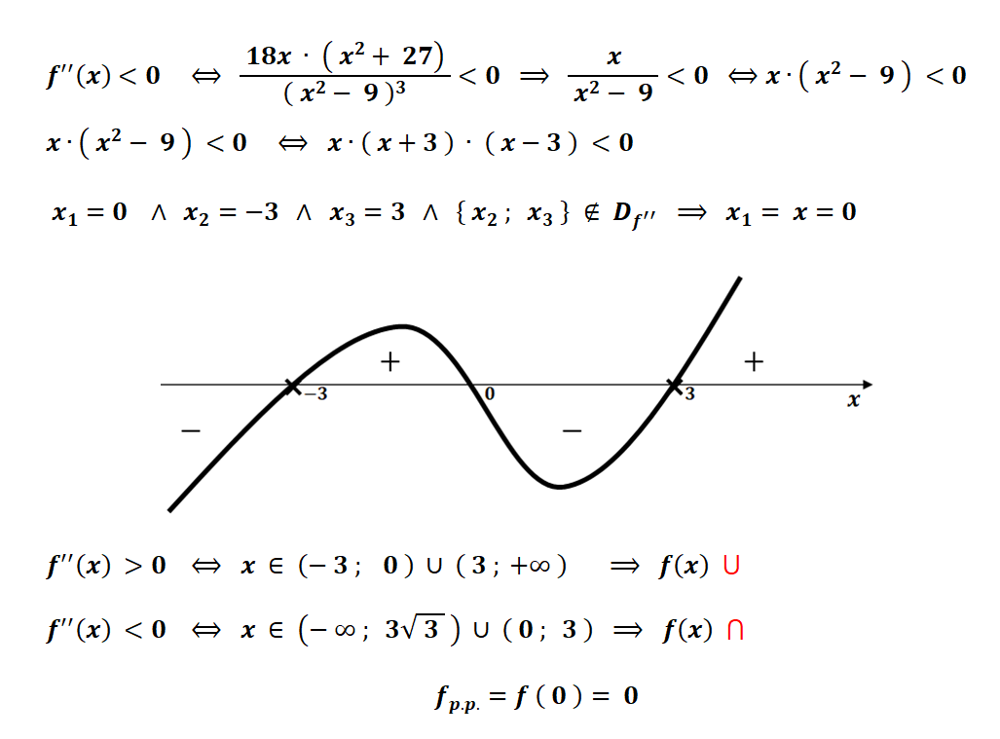 f''(x) < 0 ⟺ 18x · (x² + 27) / (x² − 9)³ < 0 ⟹ x / x² − 9 < 0 ⟺ x · (x² − 9) < 0
x · (x² − 9) < 0 ⟺ x · (x + 3) · (x − 3) < 0
x₁ = 0 ∧ x₂ = −3 ∧ x₃ = 3 ∧ {x₂ ; x₃} ∉ D_f'' ⟹ x₁ = x = 0
+ +
−3 0 3 x
− −
f''(x) > 0 ⟺ x ∈ (−3 ; 0) ∪ (3 ; +∞) ⟹ f(x) ∪
f''(x) < 0 ⟺ x ∈ (−∞ ; 3√3) ∪ (0 ; 3) ⟹ f(x) ∩
f_p.p. = f(0) = 0